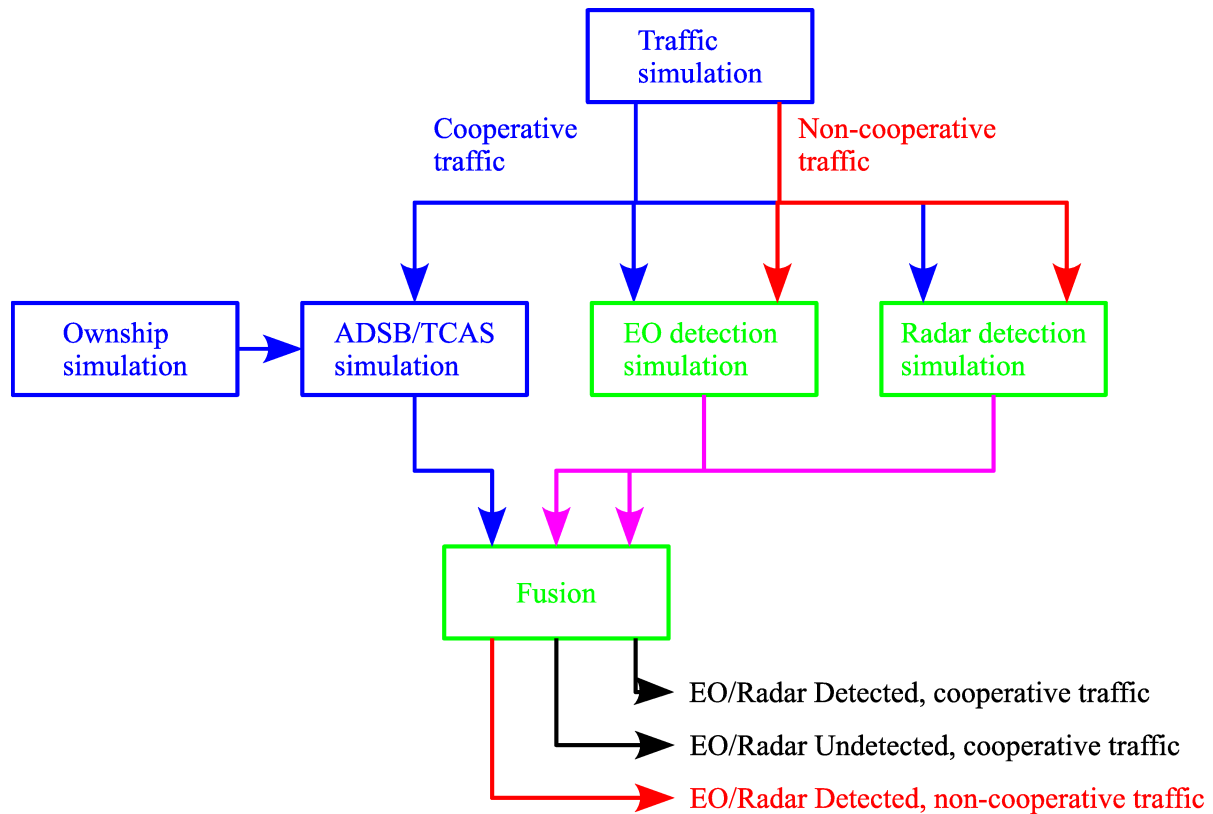 Traffic
simulation
Cooperative
traffic
Non-cooperative
traffic
Ownship
simulation
ADSB/TCAS
simulation
EO detection
simulation
Radar detection
simulation
Fusion
EO/Radar Detected, cooperative traffic
EO/Radar Undetected, cooperative traffic
EO/Radar Detected, non-cooperative traffic